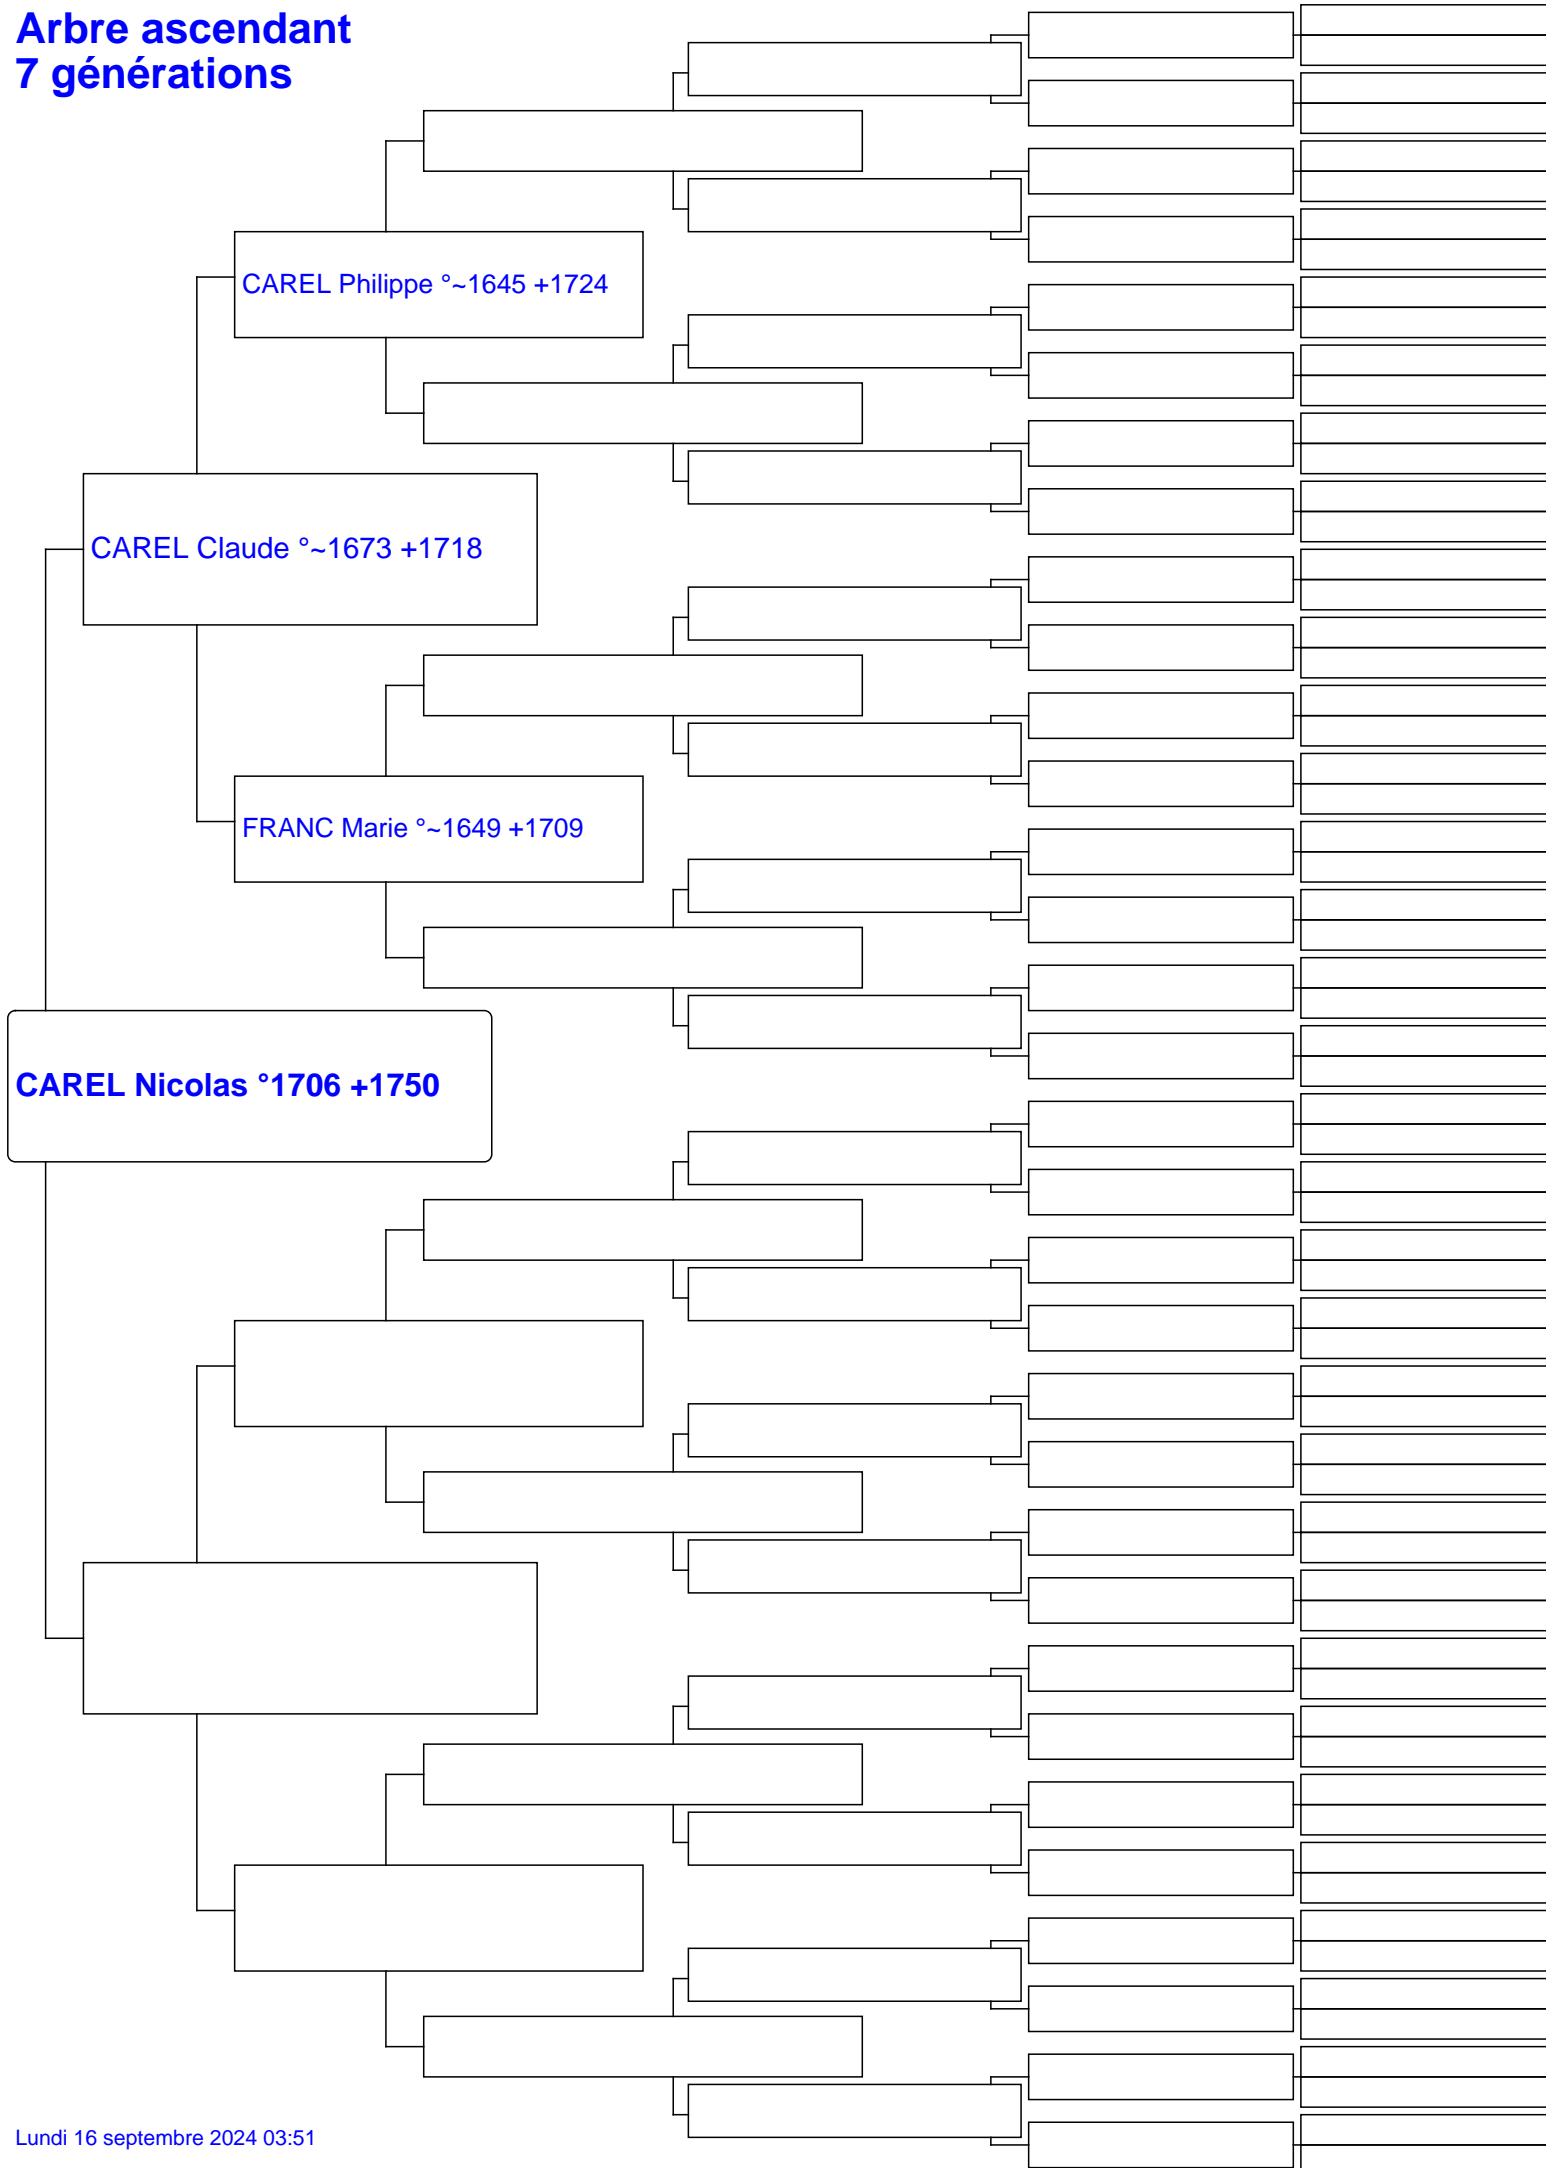 Arbre ascendant
7 générations
CAREL Philippe °~1645 +1724
CAREL Claude °~1673 +1718
FRANC Marie °~1649 +1709
CAREL Nicolas °1706 +1750
Lundi 16 septembre 2024 03:51